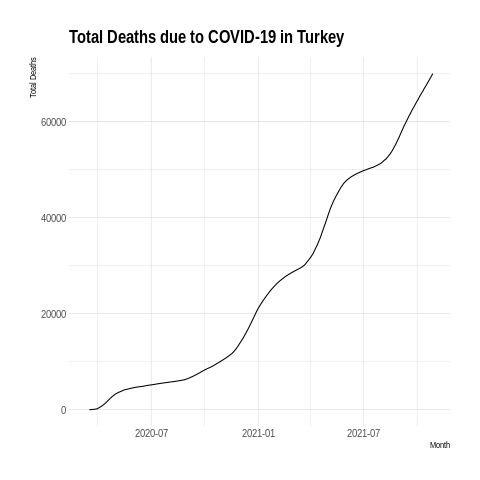 Total Deaths due to COVID-19 in Turkey
Total Deaths
60000
40000
20000
0
2020-07
2021-01
2021-07
Month